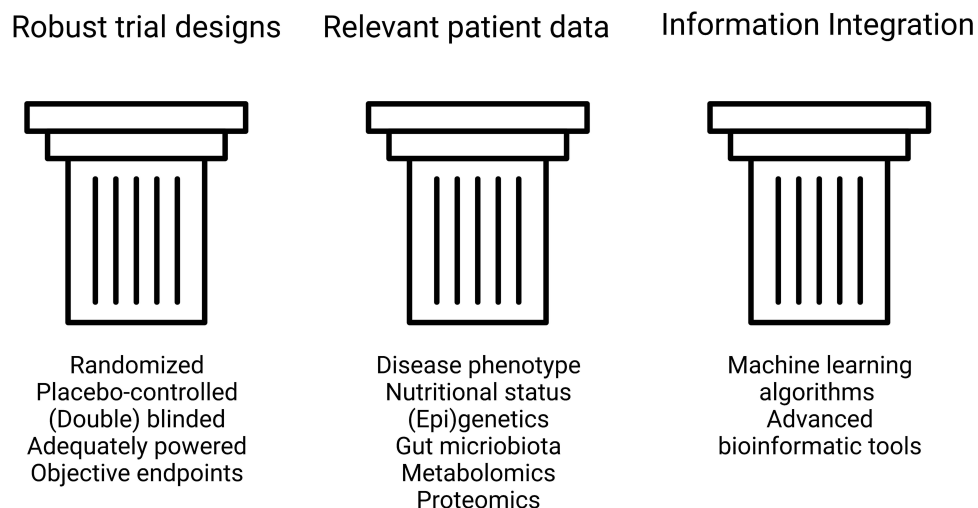 Robust trial designs
Relevant patient data
Information Integration
Randomized
Placebo-controlled
(Double) blinded
Adequately powered
Objective endpoints
Disease phenotype
Nutritional status
(Epi)genetics
Gut micriobiota
Metabolomics
Proteomics
Machine learning
algorithms
Advanced
bioinformatic tools